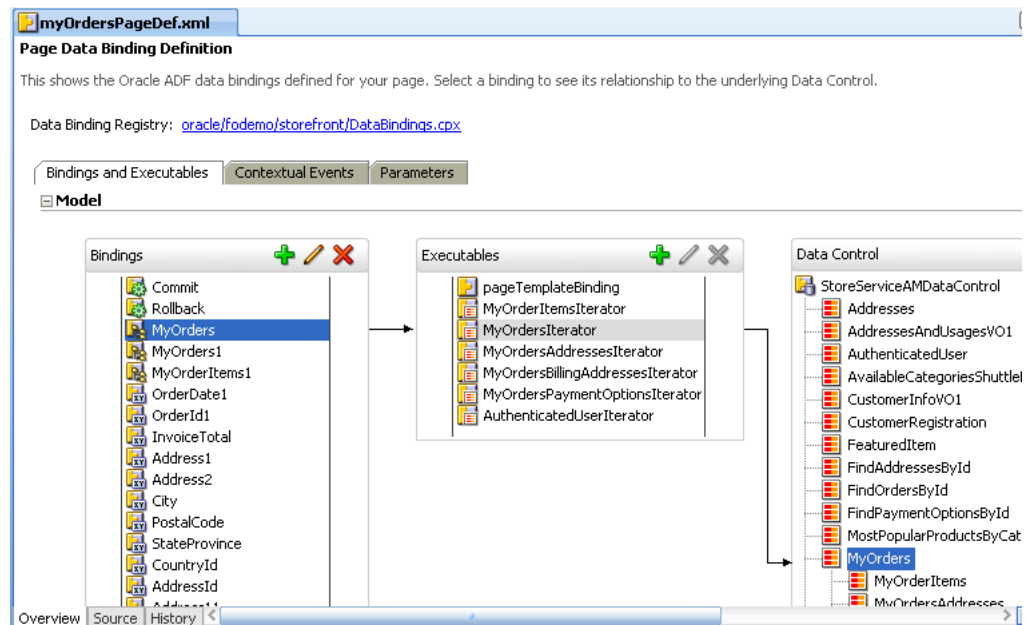 myOrdersPageDef.xml
Page Data Binding Definition
This shows the Oracle ADF data bindings defined for your page. Select a binding to see its relationship to the underlying Data Control.
Data Binding Registry: oracle/fodemo/storefront/DataBindings.cpx
Bindings and Executables Contextual Events Parameters
Model
Bindings
Commit
Rollback
MyOrders
MyOrders1
MyOrderItems1
OrderDate1
OrderId1
InvoiceTotal
Address1
Address2
City
PostalCode
StateProvince
CountryId
AddressId
Address11
Executables
pageTemplateBinding
MyOrderItemsIterator
MyOrdersIterator
MyOrdersAddressesIterator
MyOrdersBillingAddressesIterator
MyOrdersPaymentOptionsIterator
AuthenticatedUserIterator
Data Control
StoreServiceAMDataControl
Addresses
AddressesAndUsagesVO1
AuthenticatedUser
AvailableCategoriesShuttle
CustomerInfoVO1
CustomerRegistration
FeaturedItem
FindAddressesById
FindOrdersById
FindPaymentOptionsById
MostPopularProductsByCat
MyOrders
MyOrderItems
MyOrdersAddresses
Overview Source History